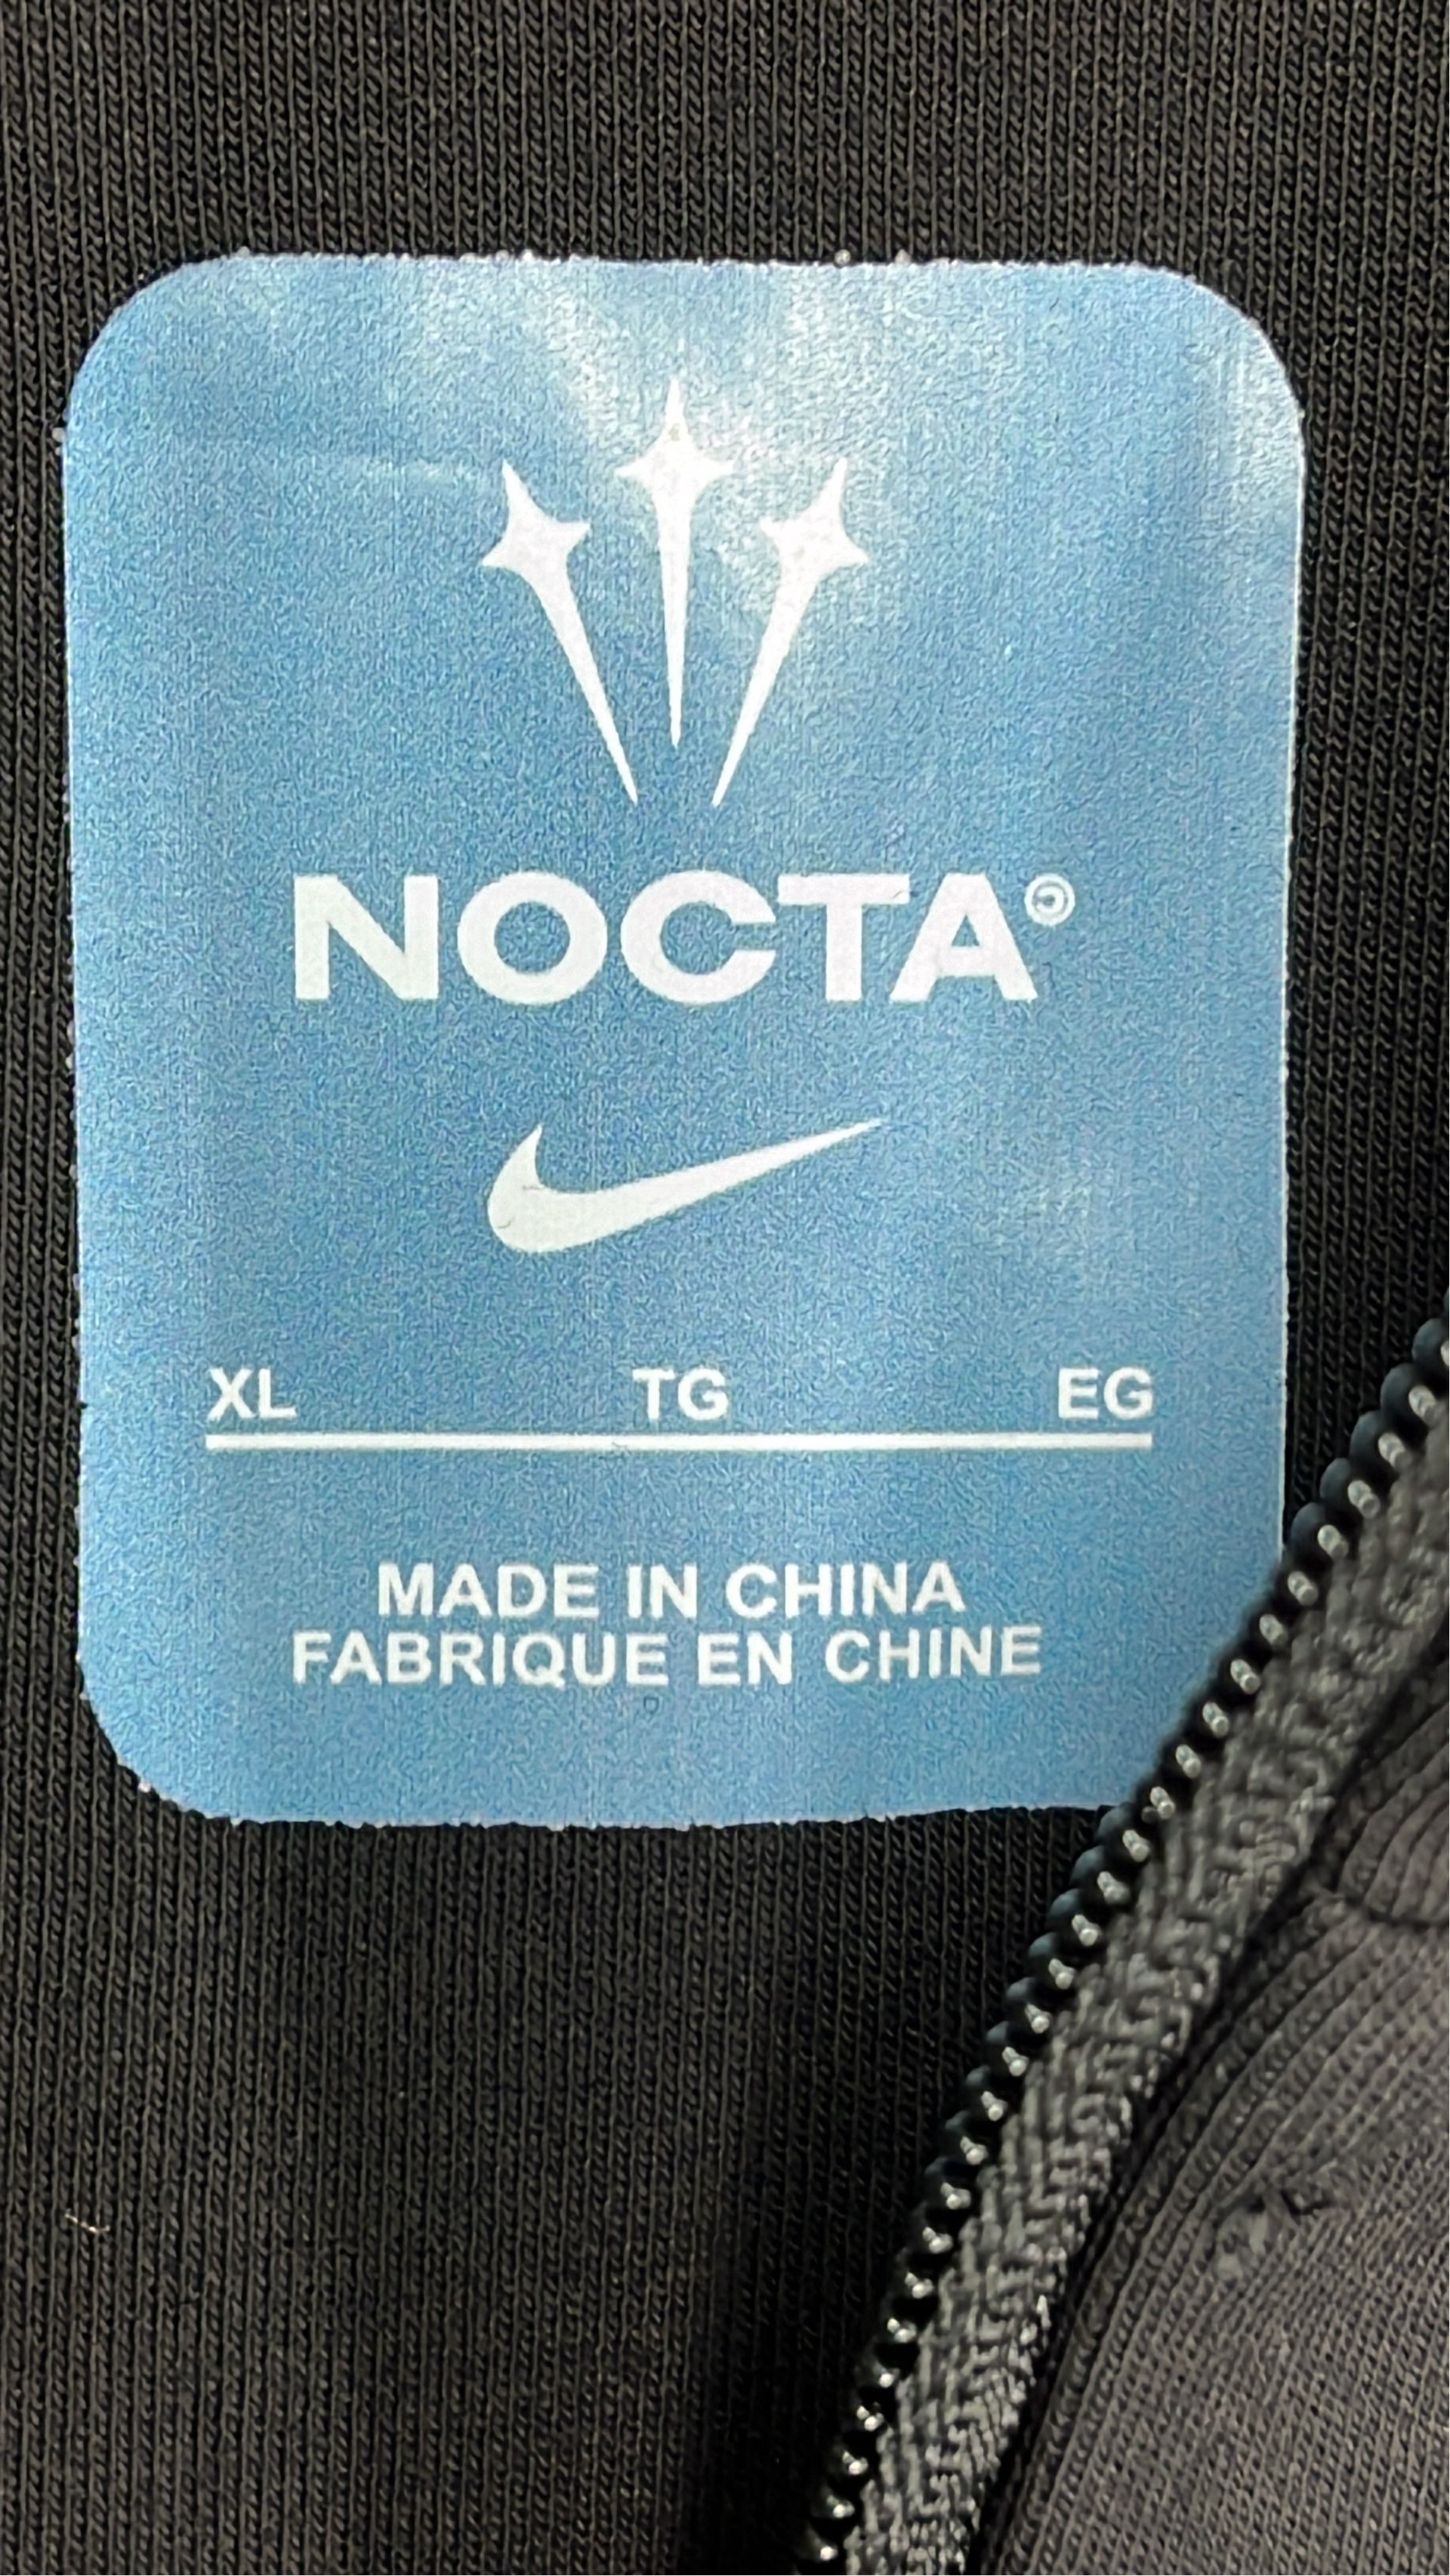 NOCTA©
XL TG EG
MADE IN CHINA
FABRIQUE EN CHINE